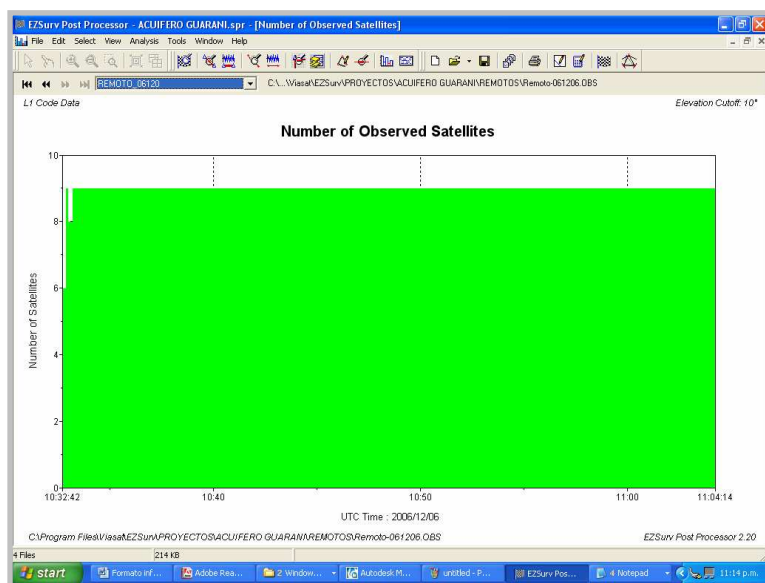 EZSurv Post Processor - ACUIFERO GUARANI.spr - [Number of Observed Satellites]
File Edit Select View Analysis Tools Window Help
REMOTO_06120
C:\...\Viasat\EZSurv\PROYECTOS\ACUIFERO GUARANI\REMOTOS\Remoto-061206.OBS
L1 Code Data
Elevation Cutoff: 10°
Number of Observed Satellites
10
8
6
4
2
0
Number of Satellites
10:32:42
10:40
10:50
11:00
11:04:14
UTC Time : 2006/12/06
C:\Program Files\Viasat\EZSurv\PROYECTOS\ACUIFERO GUARANI\REMOTOS\Remoto-061206.OBS
EZSurv Post Processor 2.20
4 Files
214 KB
start
Formato inf...
Adobe Rea...
2 Window...
Autodesk M...
untitled - P...
EZSurv Pos...
4 Notepad
11:14 p.m.